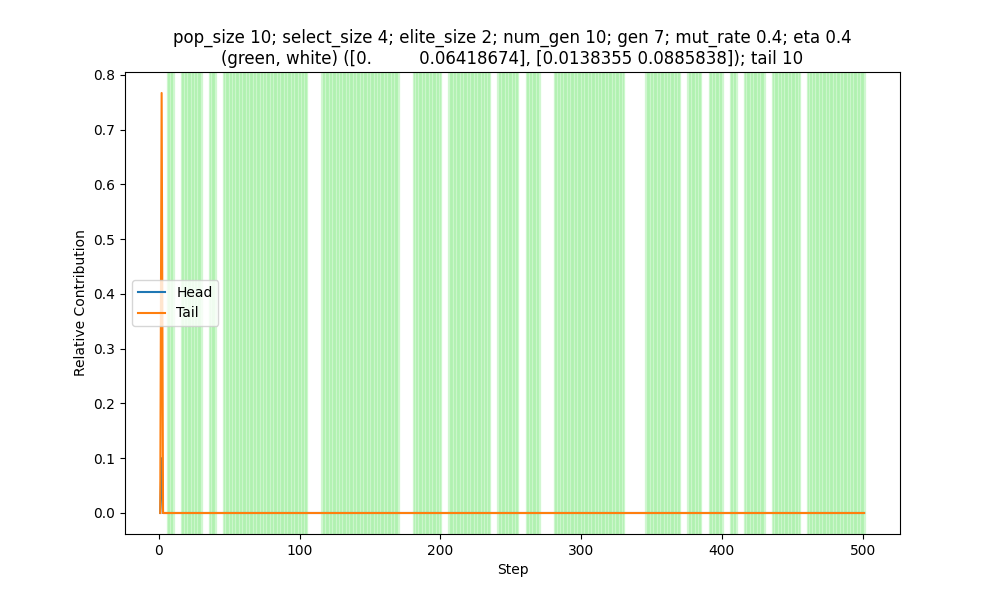 pop_size 10; select_size 4; elite_size 2; num_gen 10; gen 7; mut_rate 0.4; eta 0.4
(green, white) ([0.          0.06418674], [0.0138355 0.0885838]); tail 10
0.8
0.7
0.6
0.5
0.4
0.3
0.2
0.1
0.0
Relative Contribution
Head
Tail
0 100 200 300 400 500
Step